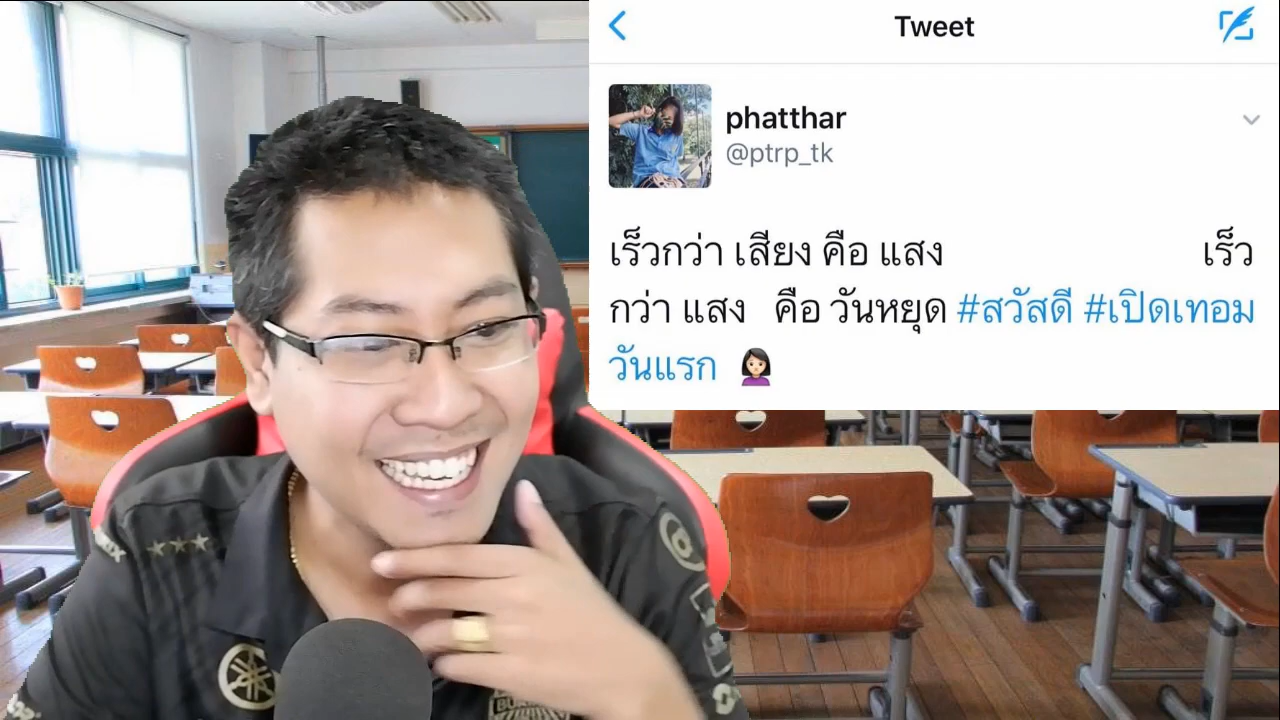 Tweet
phatthar
@ptrp_tk
เร็วกว่า เสียง คือ แสง เร็ว
กว่า แสง คือ วันหยุด #สวัสดี #เปิดเทอม
วันแรก